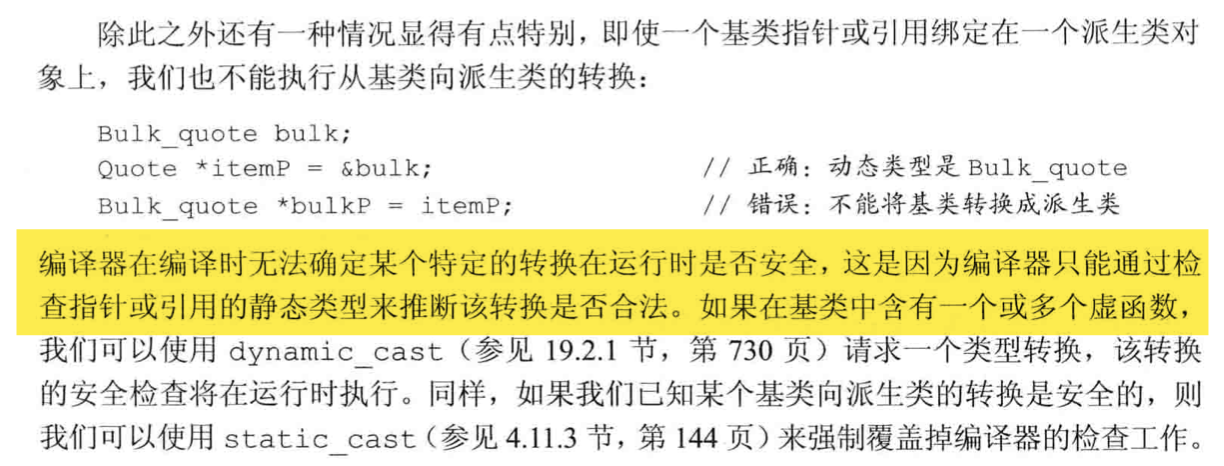 除此之外还有一种情况显得有点特别，即使一个基类指针或引用绑定在一个派生类对
象上，我们也不能执行从基类向派生类的转换：
Bulk_quote bulk;
Quote *itemP = &bulk; // 正确：动态类型是 Bulk_quote
Bulk_quote *bulkP = itemP; // 错误：不能将基类转换成派生类
编译器在编译时无法确定某个特定的转换在运行时是否安全，这是因为编译器只能通过检
查指针或引用的静态类型来推断该转换是否合法。如果在基类中含有一个或多个虚函数，
我们可以使用 dynamic_cast（参见 19.2.1 节，第 730 页）请求一个类型转换，该转换
的安全检查将在运行时执行。同样，如果我们已知某个基类向派生类的转换是安全的，则
我们可以使用 static_cast（参见 4.11.3 节，第 144 页）来强制覆盖掉编译器的检查工作。